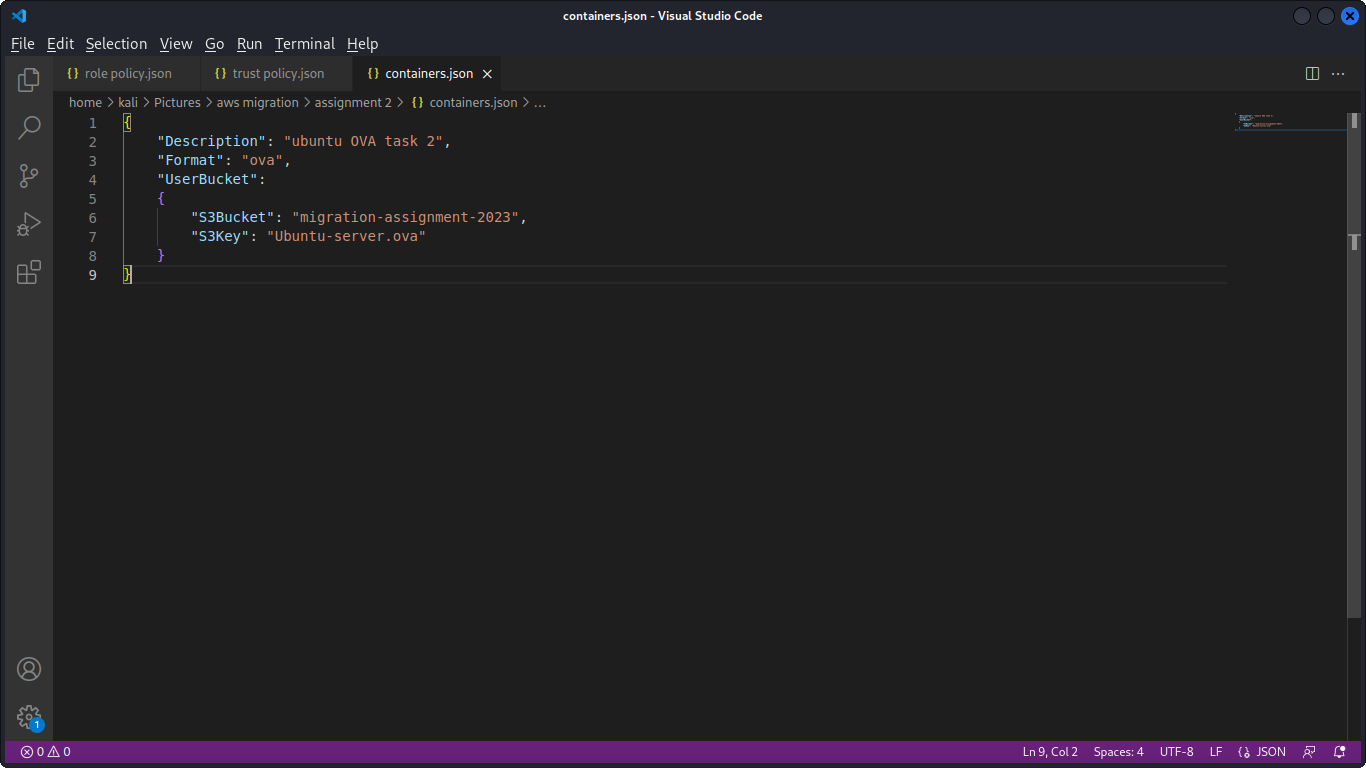 containers.json - Visual Studio Code
File Edit Selection View Go Run Terminal Help
{} role policy.json {} trust policy.json {} containers.json
home > kali > Pictures > aws migration > assignment 2 > {} containers.json > ...
1 {
2     "Description": "ubuntu OVA task 2",
3     "Format": "ova",
4     "UserBucket":
5     {
6         "S3Bucket": "migration-assignment-2023",
7         "S3Key": "Ubuntu-server.ova"
8     }
9 }
1
0 0 Ln 9, Col 2 Spaces: 4 UTF-8 LF {} JSON